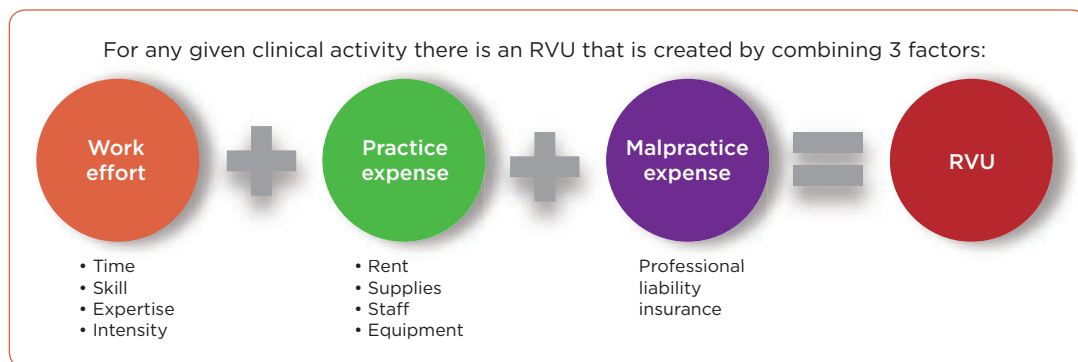 For any given clinical activity there is an RVU that is created by combining 3 factors:
Work
effort
Practice
expense
Malpractice
expense
RVU
• Time
• Skill
• Expertise
• Intensity
• Rent
• Supplies
• Staff
• Equipment
Professional
liability
insurance